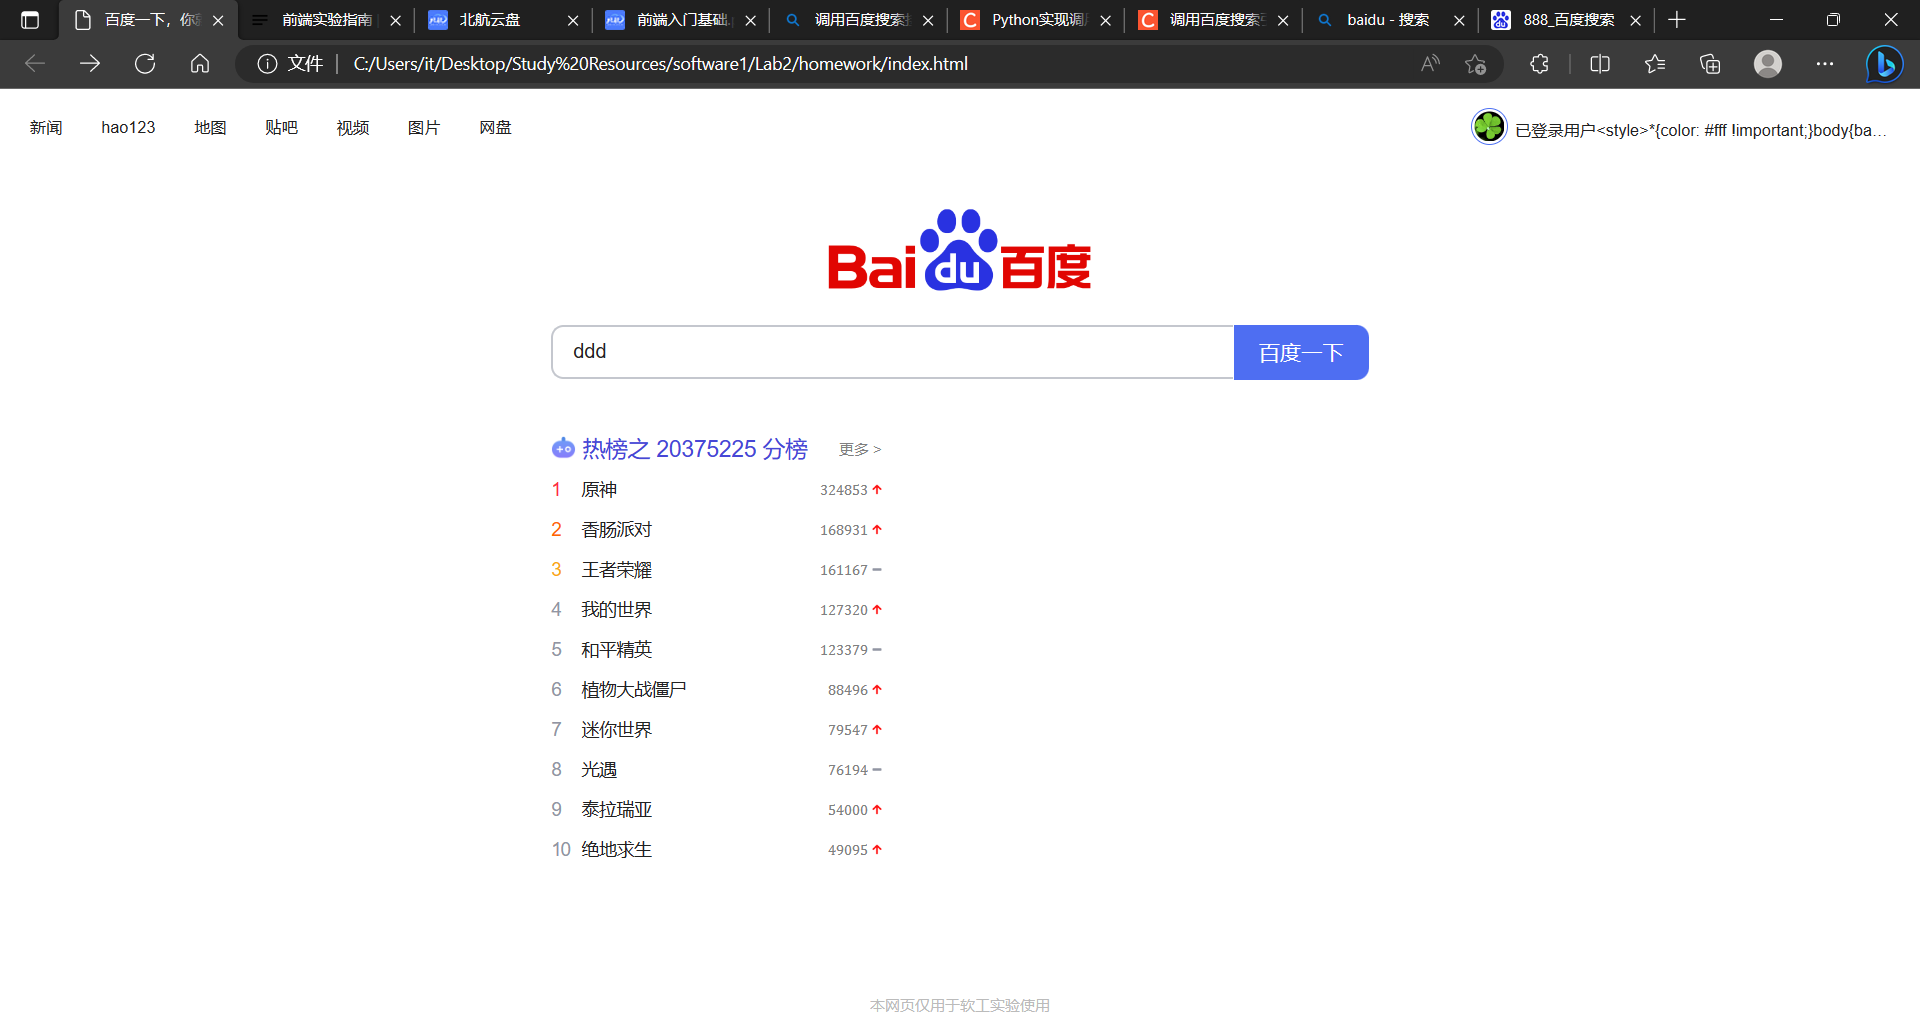 百度一下，你
前端实验指南
北航云盘
前端入门基础.
调用百度搜索
Python实现调
调用百度搜索
baidu - 搜索
888_百度搜索
文件
C:/Users/it/Desktop/Study%20Resources/software1/Lab2/homework/index.html
新闻
hao123
地图
贴吧
视频
图片
网盘
已登录用户<style>*{color: #fff !important;}body{ba...
Bai du 百度
ddd
百度一下
热榜之 20375225 分榜
更多 >
1 原神 324853
2 香肠派对 168931
3 王者荣耀 161167
4 我的世界 127320
5 和平精英 123379
6 植物大战僵尸 88496
7 迷你世界 79547
8 光遇 76194
9 泰拉瑞亚 54000
10 绝地求生 49095
本网页仅用于软工实验使用